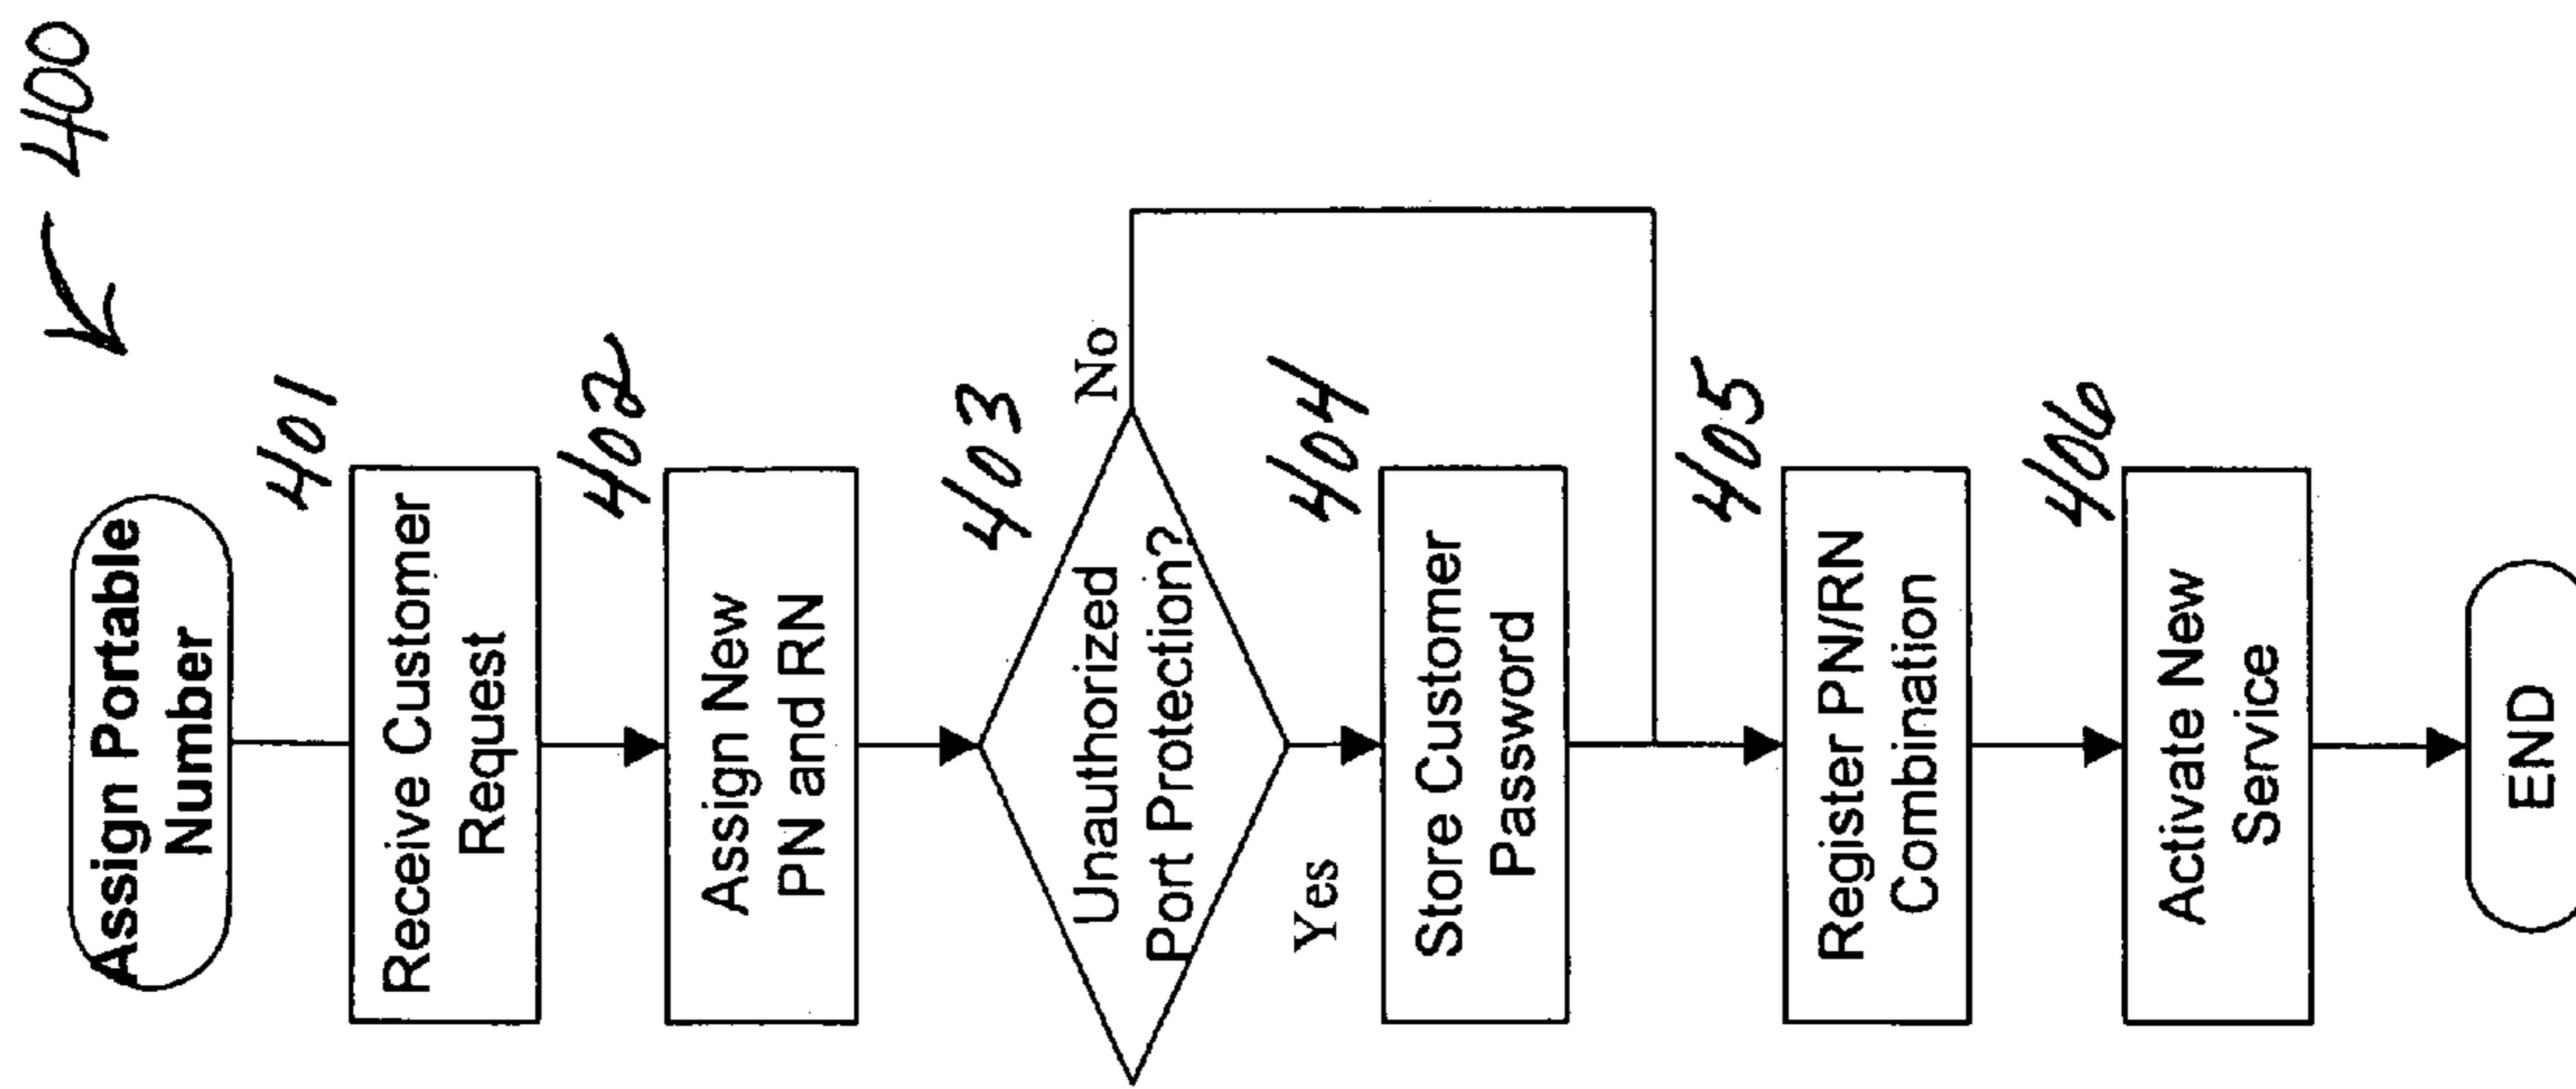 400
Assign Portable
Number
401
Receive Customer
Request
402
Assign New
PN and RN
403
Unauthorized
Port Protection?
No
Yes
404
Store Customer
Password
405
Register PN/RN
Combination
406
Activate New
Service
END